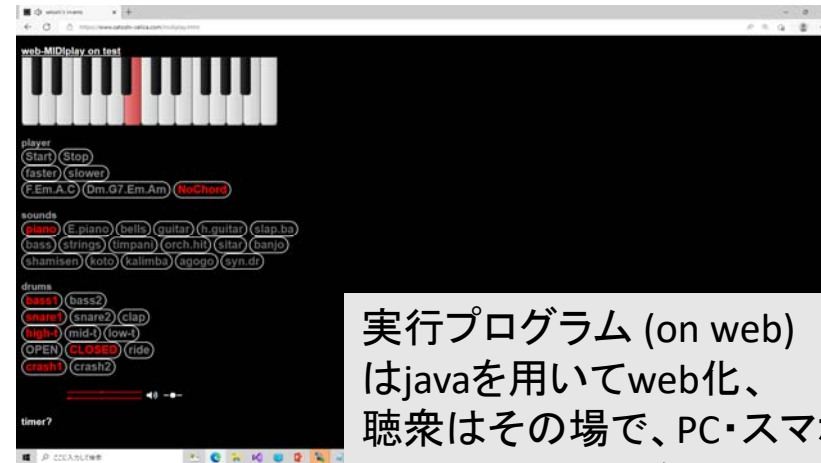 web-MIDIplay on test
player
Start Stop
faster slower
F.Em.A.C Dm.G7.Em.Am NoChord
sounds
piano E.piano bells guitar h.guitar slap.ba
bass strings timpani orch.hit sitar banjo
shamisen koto kalimba agogo syn.dr
drums
bass1 bass2
snare1 snare2 clap
high-t mid-t low-t
OPEN CLOSED ride
crash1 crash2
timer?
実行プログラム (on web)
はjavaを用いてweb化、
聴衆はその場で、PC・スマ